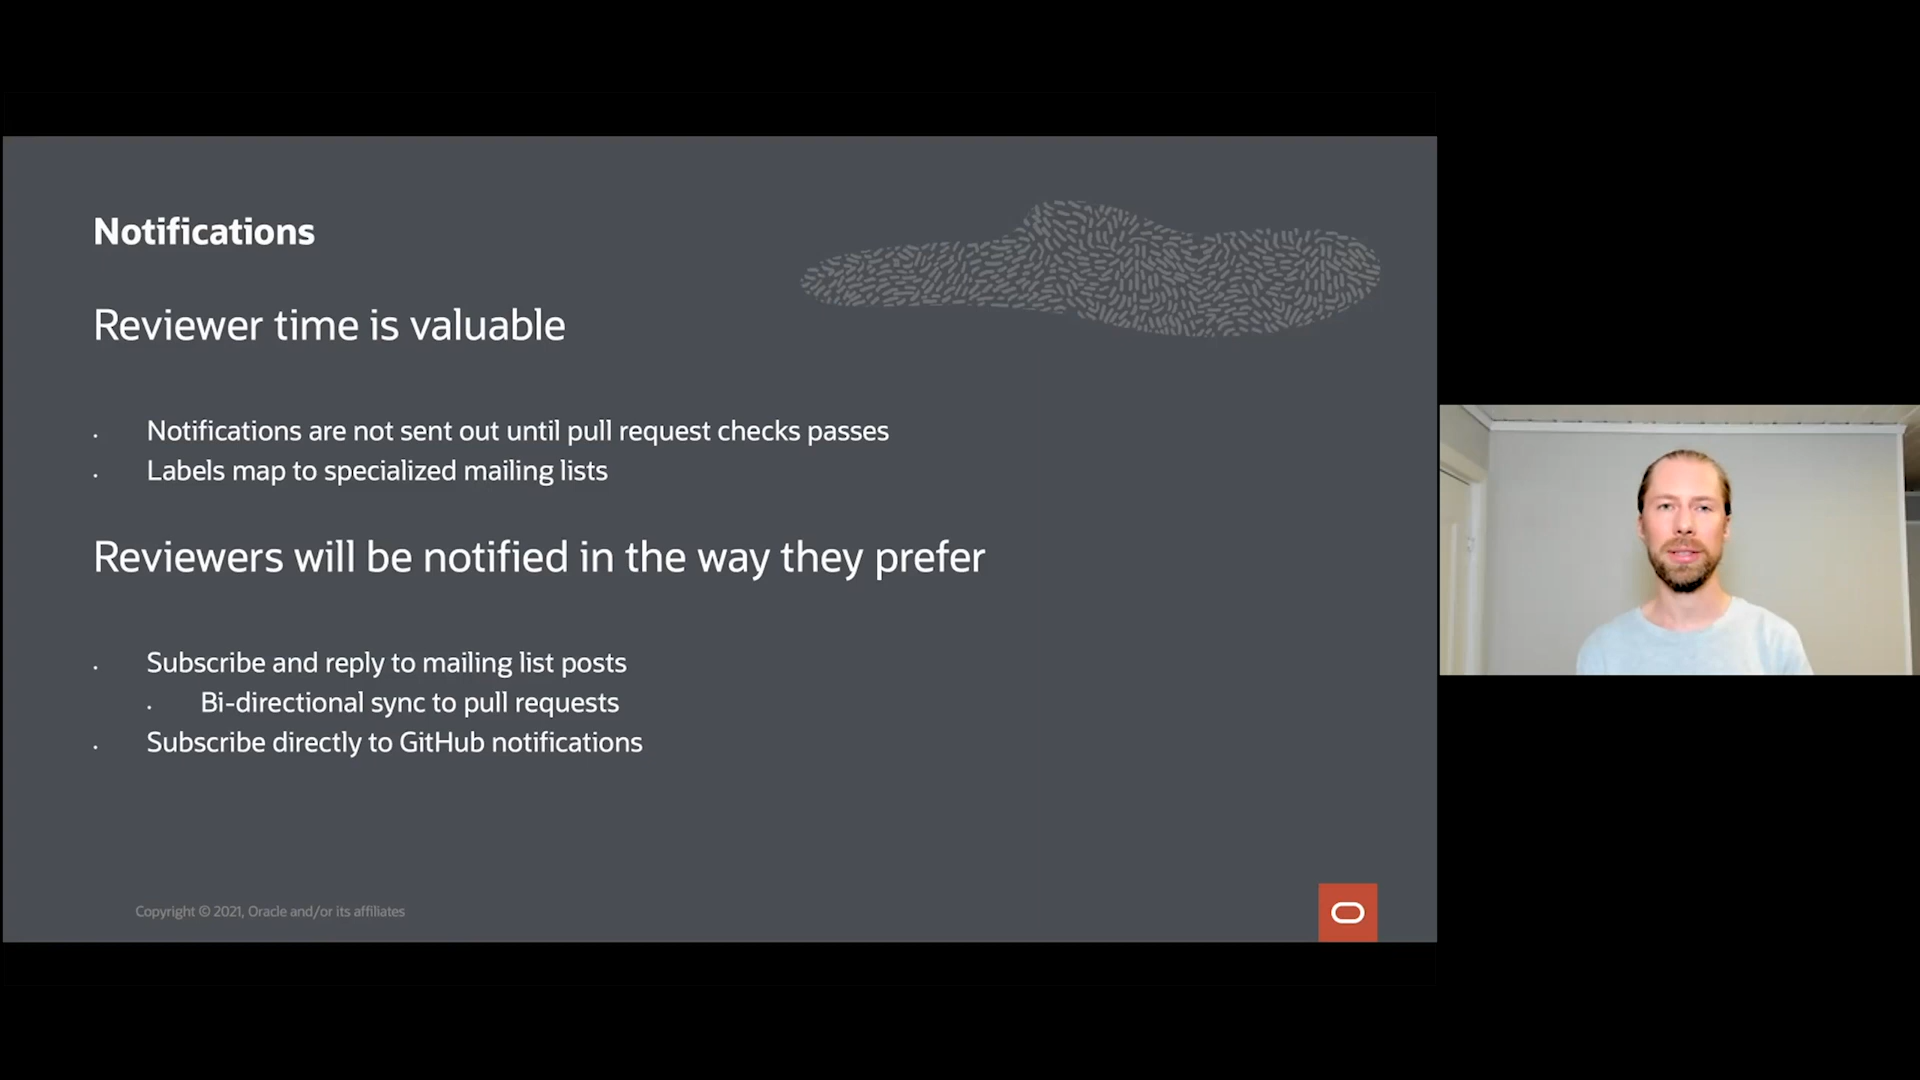 Notifications
Reviewer time is valuable
Notifications are not sent out until pull request checks passes
Labels map to specialized mailing lists
Reviewers will be notified in the way they prefer
Subscribe and reply to mailing list posts
Bi-directional sync to pull requests
Subscribe directly to GitHub notifications
Copyright © 2021, Oracle and/or its affiliates